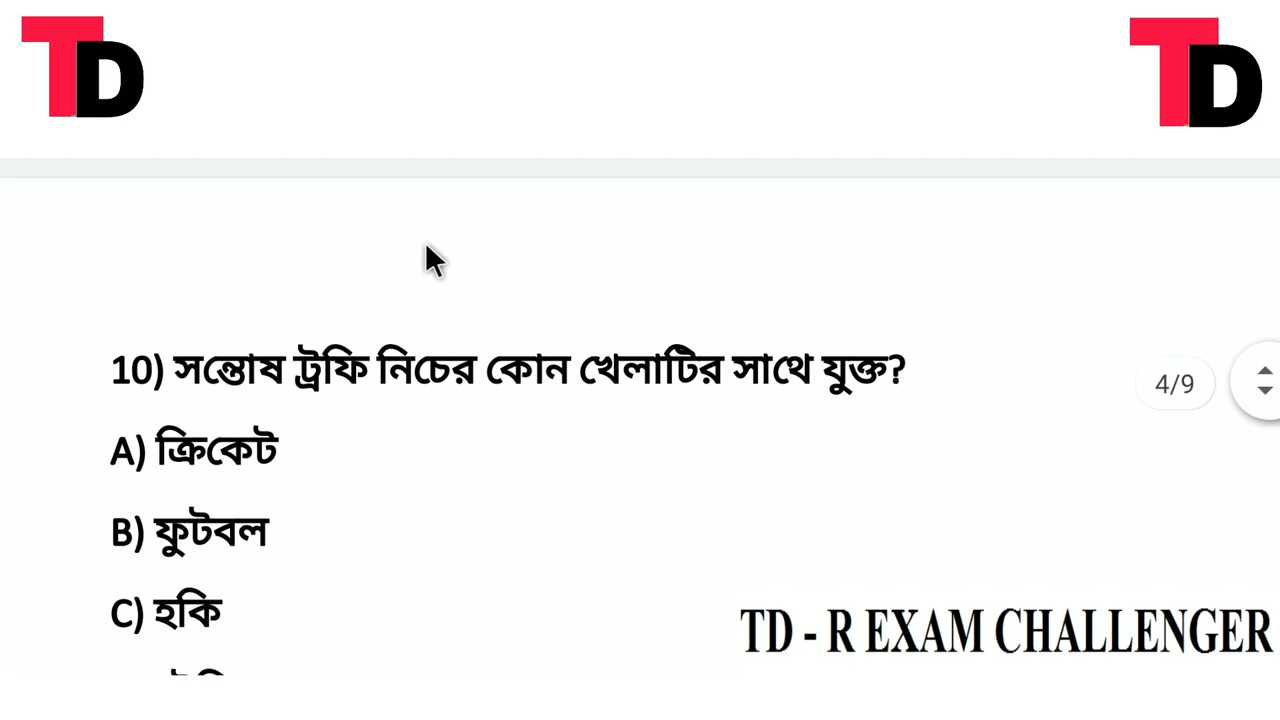 TD TD
10) সন্তোষ ট্রফি নিচের কোন খেলাটির সাথে যুক্ত?
4/9
A) ক্রিকেট
B) ফুটবল
C) হকি
TD - R EXAM CHALLENGER